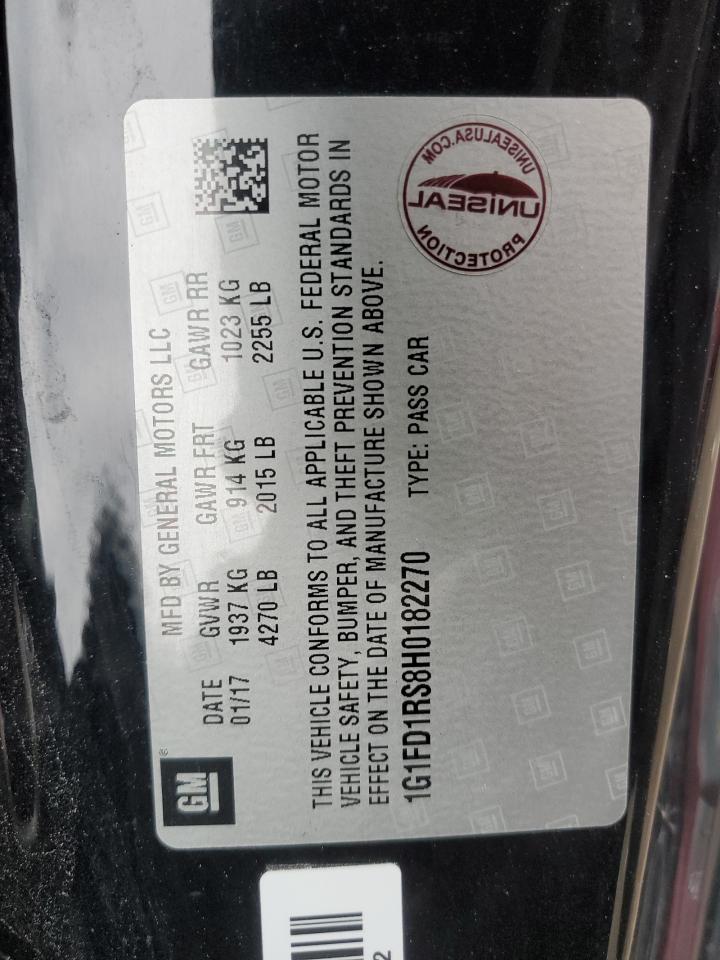 GM®
MFD BY GENERAL MOTORS LLC
DATE GVWR GAWR FRT GAWR RR
01/17 1937 KG 914 KG 1023 KG
4270 LB 2015 LB 2255 LB
THIS VEHICLE CONFORMS TO ALL APPLICABLE U.S. FEDERAL MOTOR
VEHICLE SAFETY, BUMPER, AND THEFT PREVENTION STANDARDS IN
EFFECT ON THE DATE OF MANUFACTURE SHOWN ABOVE.
1G1FD1RS8H0182270 TYPE: PASS CAR
UNISEALUSA.COM
UNISEAL
PROTECTION
2